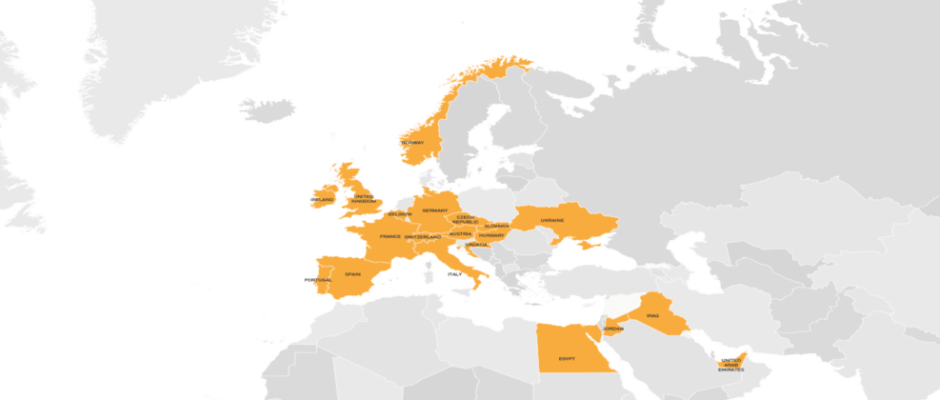 NORWAY
IRELAND
UNITED
KINGDOM
BELGIUM
GERMANY
CZECH
REPUBLIC
SLOVAKIA
UKRAINE
FRANCE
SWITZERLAND
AUSTRIA
HUNGARY
CROATIA
PORTUGAL
SPAIN
ITALY
JORDAN
IRAQ
EGYPT
UNITED
ARAB
EMIRATES